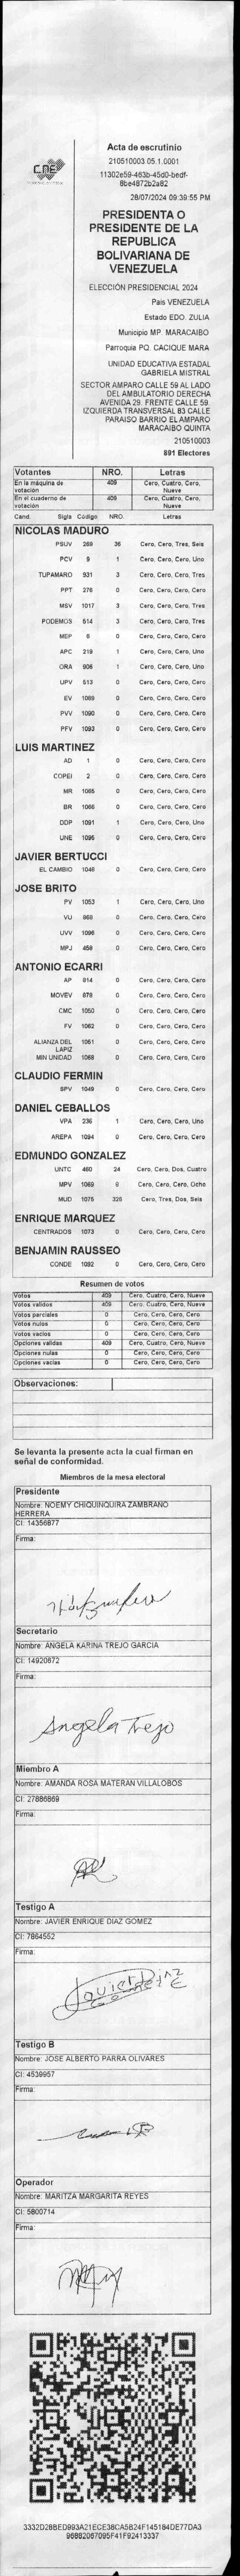 CNE
Acta de escrutinio
210510003.05.1.0001
11302e59-463b-45d0-bedf-
8be4872b2a82
28/07/2024 09:39:55 PM
PRESIDENTA O
PRESIDENTE DE LA
REPUBLICA
BOLIVARIANA DE
VENEZUELA
ELECCIÓN PRESIDENCIAL 2024
País VENEZUELA
Estado EDO. ZULIA
Municipio MP. MARACAIBO
Parroquia PQ. CACIQUE MARA
UNIDAD EDUCATIVA ESTADAL
GABRIELA MISTRAL
SECTOR AMPARO CALLE 59 AL LADO
DEL AMBULATORIO DERECHA
AVENIDA 29. FRENTE CALLE 59.
IZQUIERDA TRANSVERSAL 83 CALLE
PARAISO BARRIO EL AMPARO
MARACAIBO QUINTA
210510003
891 Electores
Votantes NRO. Letras
En la máquina de votación 409 Cero, Cuatro, Cero, Nueve
En el cuaderno de votación 409 Cero, Cuatro, Cero, Nueve
Cand. Sigla Código NRO. Letras
NICOLAS MADURO
PSUV 269 36 Cero, Cero, Tres, Seis
PCV 9 1 Cero, Cero, Cero, Uno
TUPAMARO 931 3 Cero, Cero, Cero, Tres
PPT 276 0 Cero, Cero, Cero, Cero
MSV 1017 3 Cero, Cero, Cero, Tres
PODEMOS 514 3 Cero, Cero, Cero, Tres
MEP 6 0 Cero, Cero, Cero, Cero
APC 219 1 Cero, Cero, Cero, Uno
ORA 906 1 Cero, Cero, Cero, Uno
UPV 513 0 Cero, Cero, Cero, Cero
EV 1089 0 Cero, Cero, Cero, Cero
PVV 1090 0 Cero, Cero, Cero, Cero
PFV 1093 0 Cero, Cero, Cero, Cero
LUIS MARTINEZ
AD 1 0 Cero, Cero, Cero, Cero
COPEI 2 0 Cero, Cero, Cero, Cero
MR 1065 0 Cero, Cero, Cero, Cero
BR 1066 0 Cero, Cero, Cero, Cero
DDP 1091 1 Cero, Cero, Cero, Uno
UNE 1095 0 Cero, Cero, Cero, Cero
JAVIER BERTUCCI
EL CAMBIO 1048 0 Cero, Cero, Cero, Cero
JOSE BRITO
PV 1053 1 Cero, Cero, Cero, Uno
VU 868 0 Cero, Cero, Cero, Cero
UVV 1096 0 Cero, Cero, Cero, Cero
MPJ 458 0 Cero, Cero, Cero, Cero
ANTONIO ECARRI
AP 814 0 Cero, Cero, Cero, Cero
MOVEV 878 0 Cero, Cero, Cero, Cero
CMC 1050 0 Cero, Cero, Cero, Cero
FV 1062 0 Cero, Cero, Cero, Cero
ALIANZA DEL LAPIZ 1051 0 Cero, Cero, Cero, Cero
MIN UNIDAD 1068 0 Cero, Cero, Cero, Cero
CLAUDIO FERMIN
SPV 1049 0 Cero, Cero, Cero, Cero
DANIEL CEBALLOS
VPA 236 1 Cero, Cero, Cero, Uno
AREPA 1094 0 Cero, Cero, Cero, Cero
EDMUNDO GONZALEZ
UNTC 460 24 Cero, Cero, Dos, Cuatro
MPV 1069 8 Cero, Cero, Cero, Ocho
MUD 1075 326 Cero, Tres, Dos, Seis
ENRIQUE MARQUEZ
CENTRADOS 1073 0 Cero, Cero, Cero, Cero
BENJAMIN RAUSSEO
CONDE 1092 0 Cero, Cero, Cero, Cero
Resumen de votos
Votos 409 Cero, Cuatro, Cero, Nueve
Votos validos 409 Cero, Cuatro, Cero, Nueve
Votos parciales 0 Cero, Cero, Cero, Cero
Votos nulos 0 Cero, Cero, Cero, Cero
Votos vacios 0 Cero, Cero, Cero, Cero
Opciones validas 409 Cero, Cuatro, Cero, Nueve
Opciones nulas 0 Cero, Cero, Cero, Cero
Opciones vacias 0 Cero, Cero, Cero, Cero
Observaciones:
Se levanta la presente acta la cual firman en
señal de conformidad.
Miembros de la mesa electoral
Presidente
Nombre: NOEMY CHIQUINQUIRA ZAMBRANO
HERRERA
CI: 14356877
Firma:
Secretario
Nombre: ANGELA KARINA TREJO GARCIA
CI: 14920672
Firma:
Angela Trejo
Miembro A
Nombre: AMANDA ROSA MATERAN VILLALOBOS
CI: 27886869
Firma:
Testigo A
Nombre: JAVIER ENRIQUE DIAZ GOMEZ
CI: 7864552
Firma:
Javier Diaz
Testigo B
Nombre: JOSE ALBERTO PARRA OLIVARES
CI: 4539957
Firma:
Operador
Nombre: MARITZA MARGARITA REYES
CI: 5800714
Firma:
3332D28BED993A21ECE38CA5B24F145184DE77DA3
96882067095F41F92413337